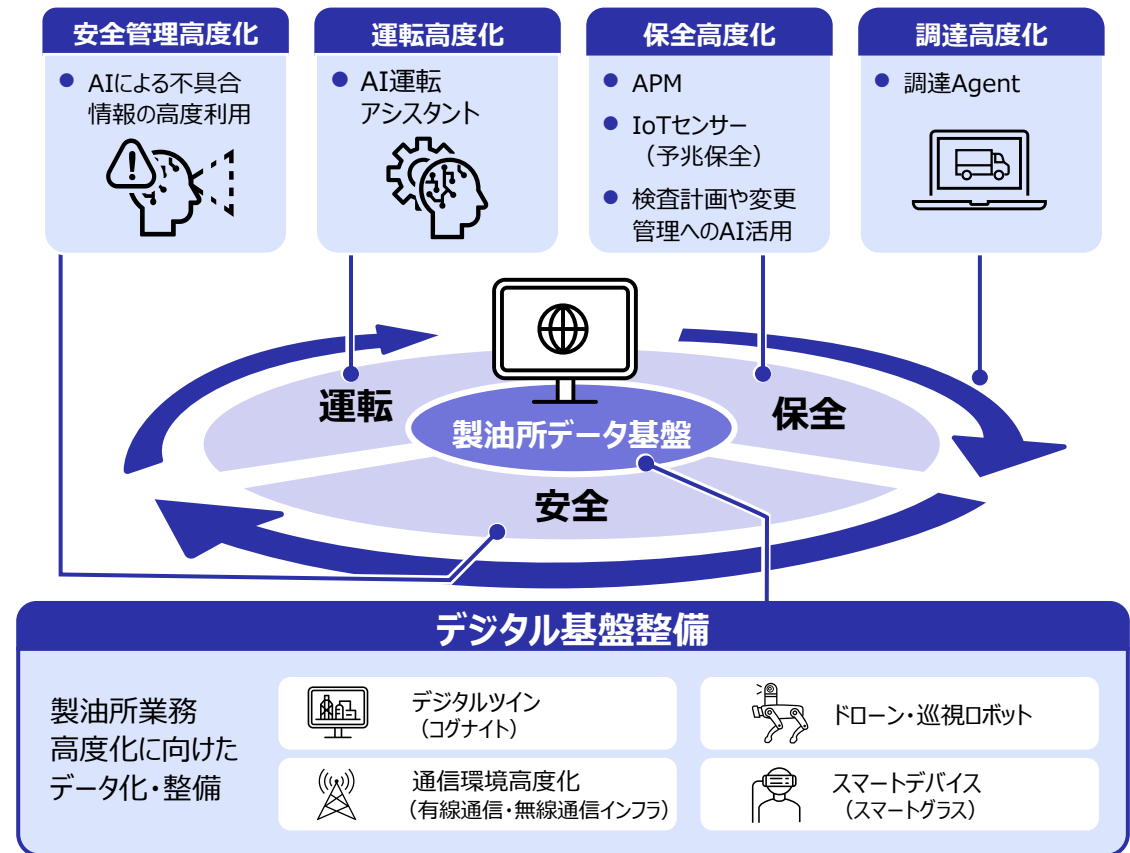 安全管理高度化
AIによる不具合
情報の高度利用
運転高度化
AI運転
アシスタント
保全高度化
APM
IoTセンサー
（予兆保全）
検査計画や変更
管理へのAI活用
調達高度化
調達Agent
運転
保全
製油所データ基盤
安全
デジタル基盤整備
製油所業務
高度化に向けた
データ化・整備
デジタルツイン
（コグナイト）
ドローン・巡視ロボット
通信環境高度化
（有線通信・無線通信インフラ）
スマートデバイス
（スマートグラス）